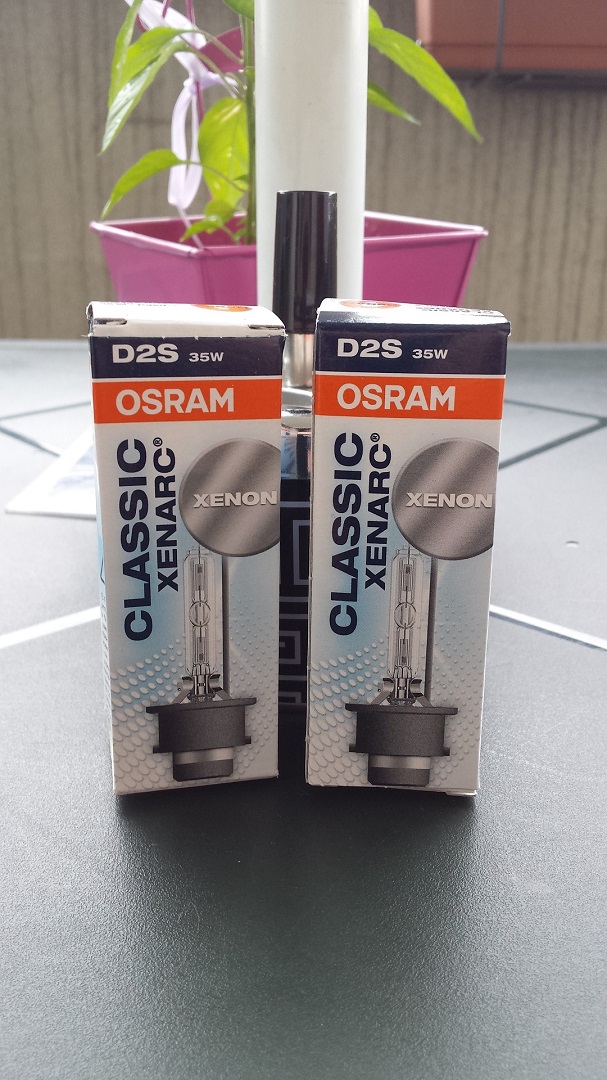 D2S 35W
OSRAM
CLASSIC
XENARC®
XENON
D2S 35W
OSRAM
CLASSIC
XENARC®
XENON